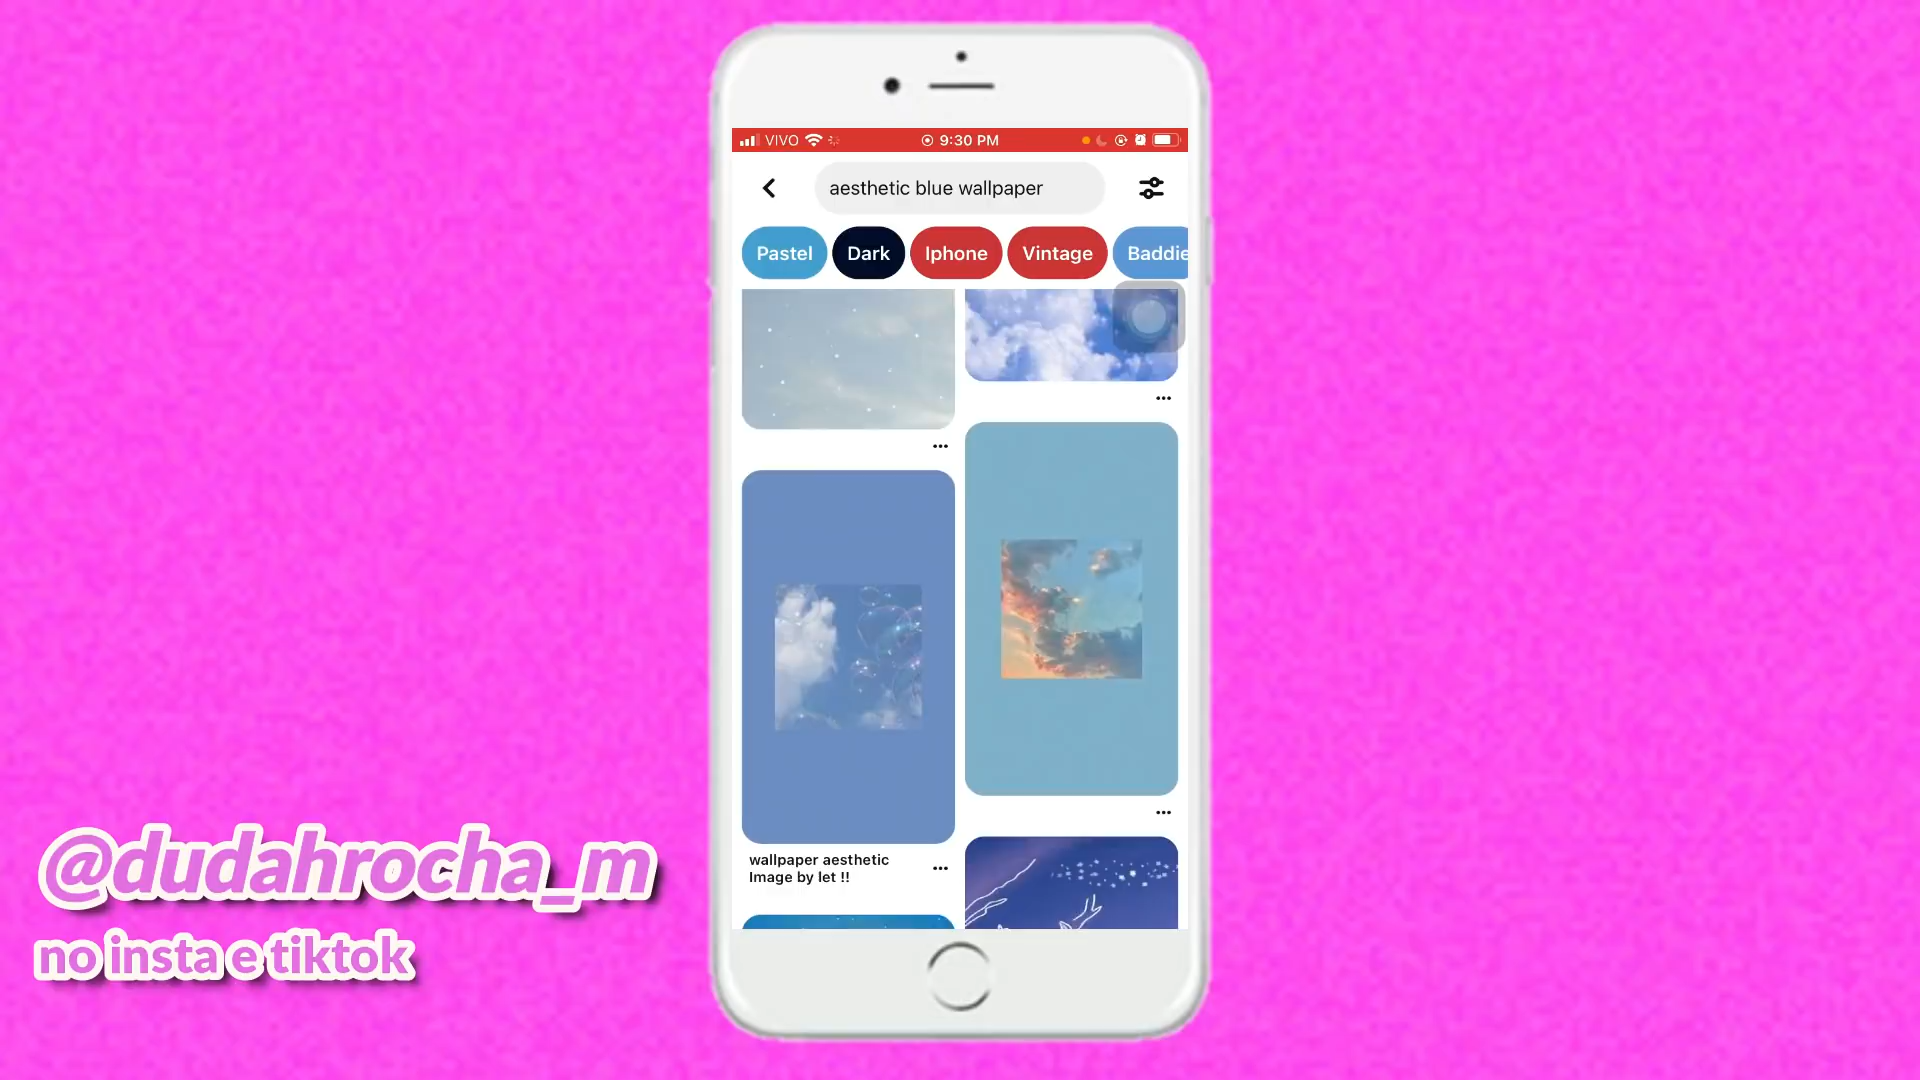 VIVO 9:30 PM
aesthetic blue wallpaper
Pastel Dark Iphone Vintage Baddie
wallpaper aesthetic
Image by let !!
@dudahrocha_m
no insta e tiktok